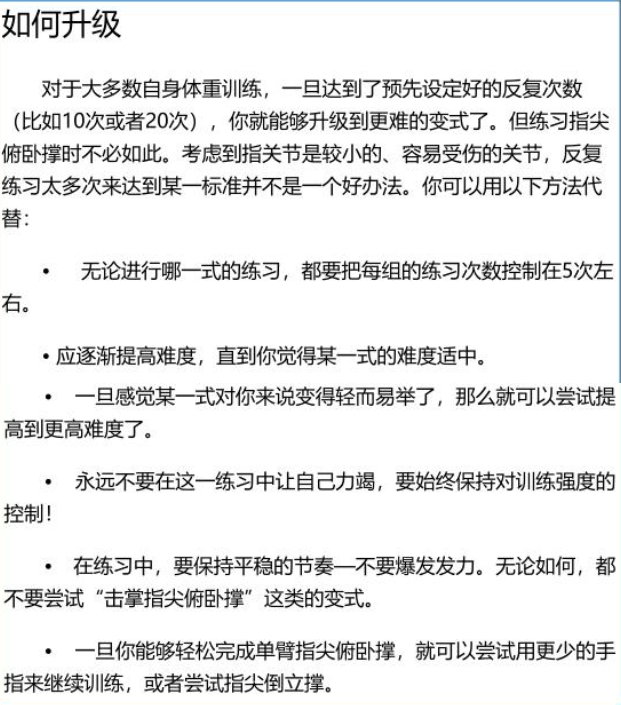 如何升级
对于大多数自身体重训练，一旦达到了预先设定好的反复次数
（比如10次或者20次），你就能够升级到更难的变式了。但练习指尖
俯卧撑时不必如此。考虑到指关节是较小的、容易受伤的关节，反复
练习太多次来达到某一标准并不是一个好办法。你可以用以下方法代
替：
• 无论进行哪一式的练习，都要把每组的练习次数控制在5次左
右。
• 应逐渐提高难度，直到你觉得某一式的难度适中。
• 一旦感觉某一式对你来说变得轻而易举了，那么就可以尝试提
高到更高难度了。
• 永远不要在这一练习中让自己力竭，要始终保持对训练强度的
控制！
• 在练习中，要保持平稳的节奏—不要爆发发力。无论如何，都
不要尝试“击掌指尖俯卧撑”这类的变式。
• 一旦你能够轻松完成单臂指尖俯卧撑，就可以尝试用更少的手
指来继续训练，或者尝试指尖倒立撑。